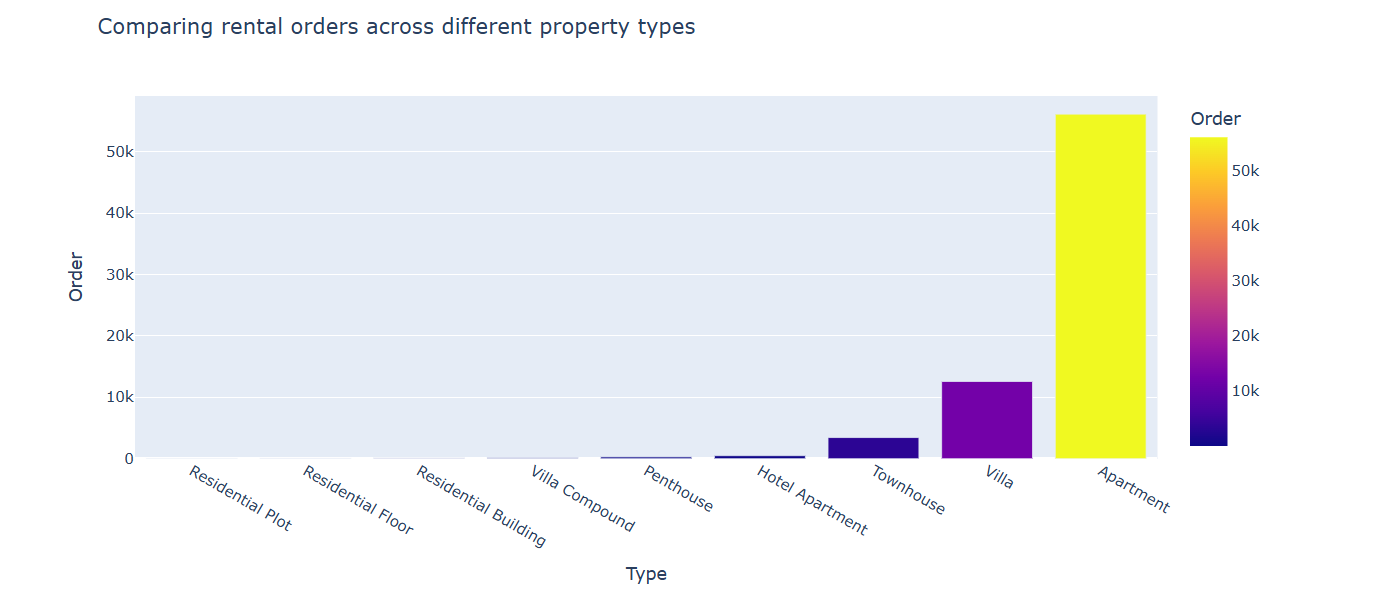 Comparing rental orders across different property types
Order
50k
40k
30k
20k
10k
0
Residential Plot
Residential Floor
Residential Building
Villa Compound
Penthouse
Hotel Apartment
Townhouse
Villa
Apartment
Type
Order
50k
40k
30k
20k
10k